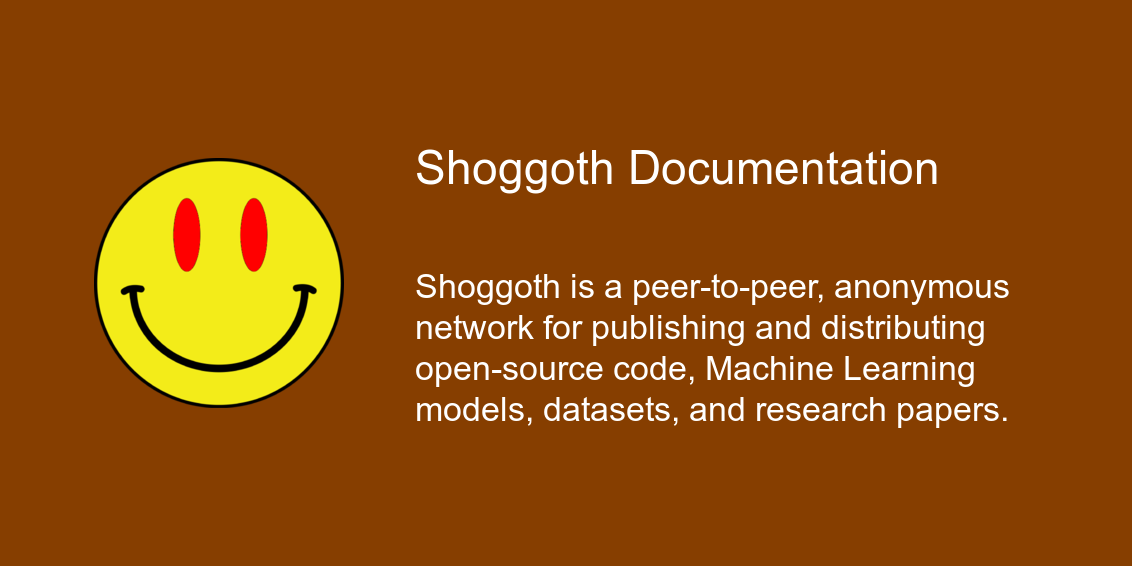 Shoggoth Documentation
Shoggoth is a peer-to-peer, anonymous
network for publishing and distributing
open-source code, Machine Learning
models, datasets, and research papers.